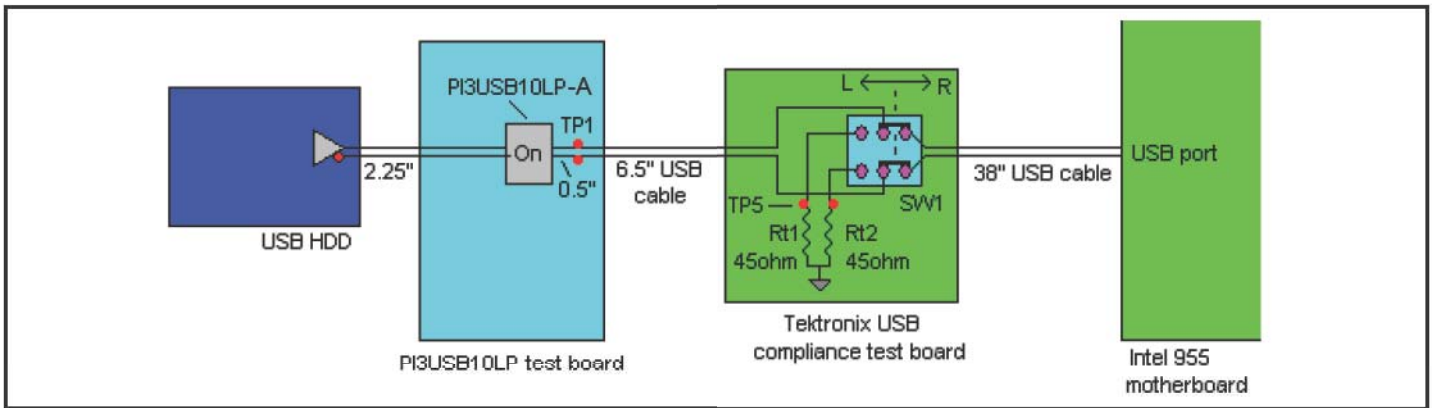 PI3USB10LP-A
L
R
TP1
On
2.25"
0.5"
6.5" USB
cable
USB HDD
PI3USB10LP test board
TP5
SW1
Rt1
45ohm
Rt2
45ohm
Tektronix USB
compliance test board
38" USB cable
USB port
Intel 955
motherboard